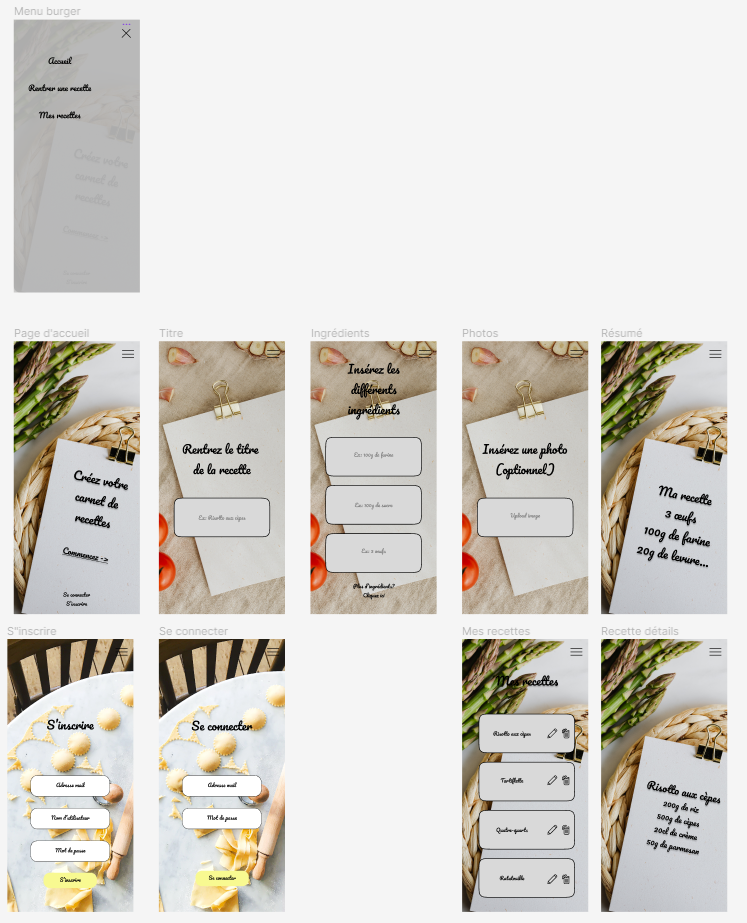 Menu burger
Accueil
Rentrer une recette
Mes recettes
Créez votre
carnet de
recettes
Commencez ->
Page d'accueil
Créez votre
carnet de
recettes
Commencez ->
Se connecter
S'inscrire
Titre
Rentrez le titre
de la recette
Ex: Risotto aux cèpes
Ingrédients
Insérez les
différents
ingrédients
Ex: 100g de farine
Ex: 100g de sucre
Ex: 3 œufs
Plus d'ingrédients?
Cliquez ici
Photos
Insérez une photo
(optionnel)
Upload image
Résumé
Ma recette
3 œufs
100g de farine
20g de levure...
S'inscrire
S'inscrire
Adresse mail
Nom d'utilisateur
Mot de passe
S'inscrire
Se connecter
Se connecter
Adresse mail
Mot de passe
Se connecter
Mes recettes
Mes recettes
Risotto aux cèpes
Tartiflette
Quatre-quarts
Ratatouille
Recette détails
Risotto aux cèpes
200g de riz
500g de cèpes
20cl de crème
50g de parmesan